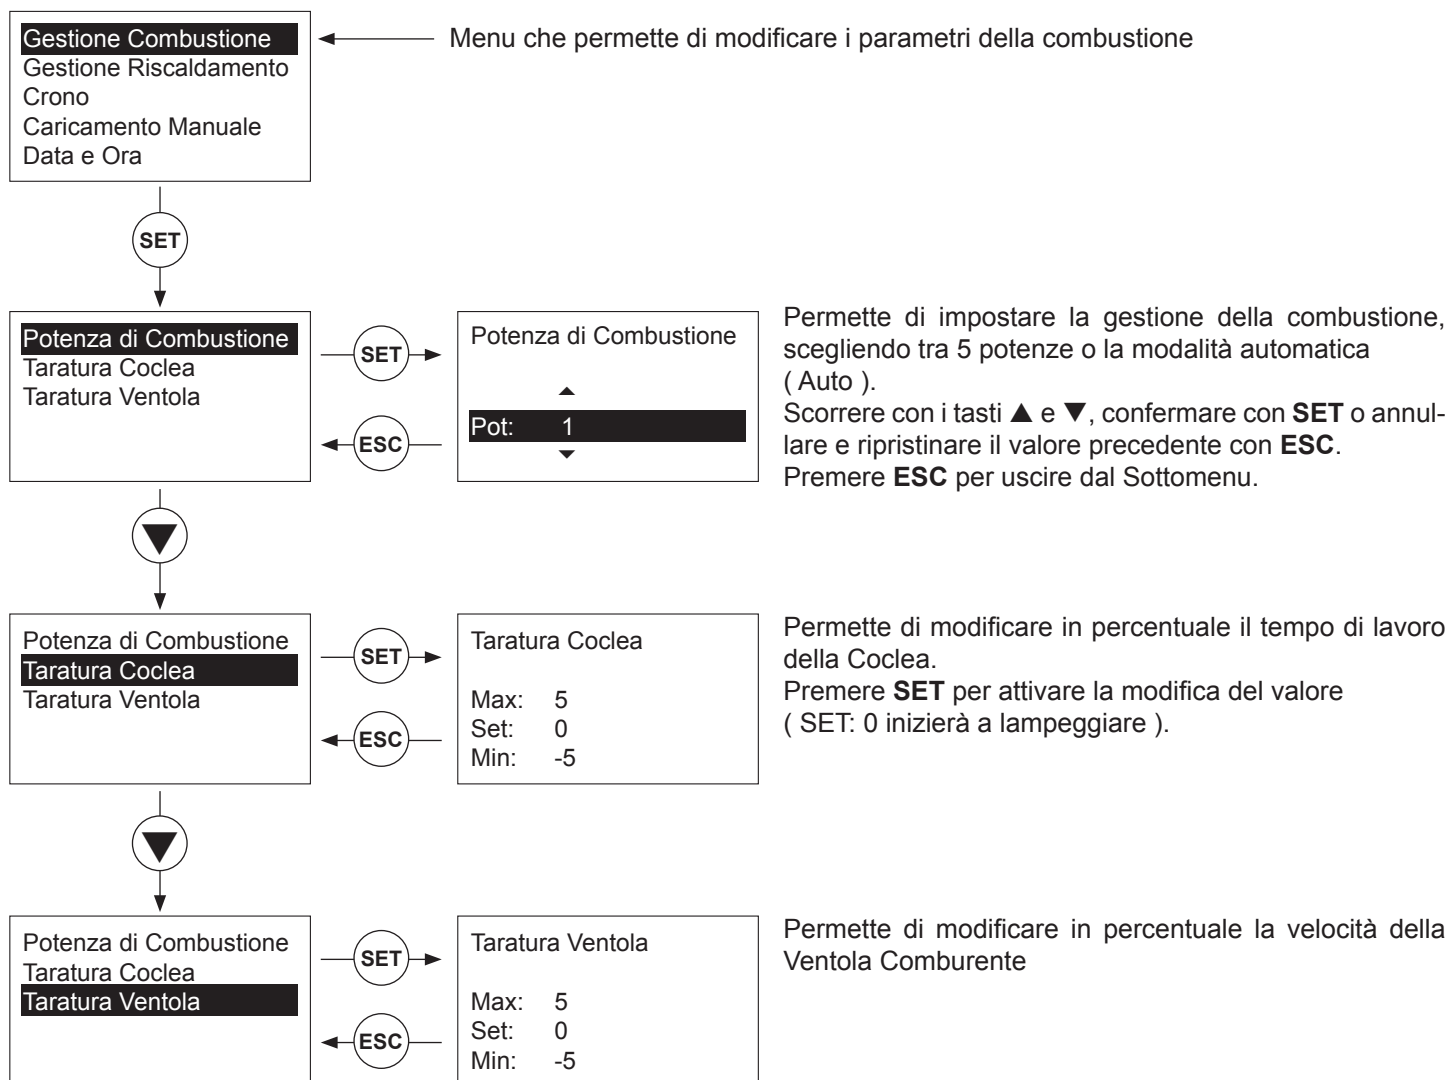 Gestione Combustione
Gestione Riscaldamento
Crono
Caricamento Manuale
Data e Ora
Menu che permette di modificare i parametri della combustione
SET
Potenza di Combustione
Taratura Coclea
Taratura Ventola
SET
ESC
Potenza di Combustione
Pot: 1
Permette di impostare la gestione della combustione,
scegliendo tra 5 potenze o la modalità automatica
( Auto ).
Scorrere con i tasti ▲ e ▼, confermare con SET o annul-
lare e ripristinare il valore precedente con ESC.
Premere ESC per uscire dal Sottomenu.
Potenza di Combustione
Taratura Coclea
Taratura Ventola
SET
ESC
Taratura Coclea
Max: 5
Set: 0
Min: -5
Permette di modificare in percentuale il tempo di lavoro
della Coclea.
Premere SET per attivare la modifica del valore
( SET: 0 inizierà a lampeggiare ).
Potenza di Combustione
Taratura Coclea
Taratura Ventola
SET
ESC
Taratura Ventola
Max: 5
Set: 0
Min: -5
Permette di modificare in percentuale la velocità della
Ventola Comburente